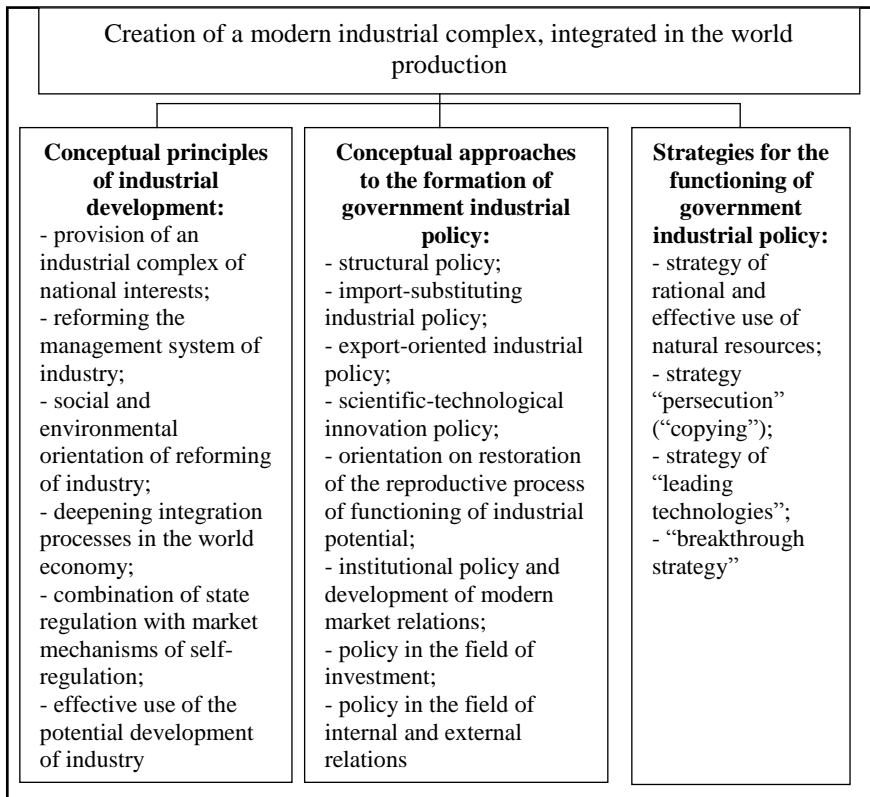 Creation of a modern industrial complex, integrated in the world
production
Conceptual principles
of industrial
development:
- provision of an
industrial complex of
national interests;
- reforming the
management system of
industry;
- social and
environmental
orientation of reforming
of industry;
- deepening integration
processes in the world
economy;
- combination of state
regulation with market
mechanisms of self-
regulation;
- effective use of the
potential development
of industry
Conceptual approaches
to the formation of
government industrial
policy:
- structural policy;
- import-substituting
industrial policy;
- export-oriented industrial
policy;
- scientific-technological
innovation policy;
- orientation on restoration
of the reproductive process
of functioning of industrial
potential;
- institutional policy and
development of modern
market relations;
- policy in the field of
investment;
- policy in the field of
internal and external
relations
Strategies for the
functioning of
government
industrial policy:
- strategy of
rational and
effective use of
natural resources;
- strategy
“persecution”
(“copying”);
- strategy of
“leading
technologies”;
- “breakthrough
strategy”